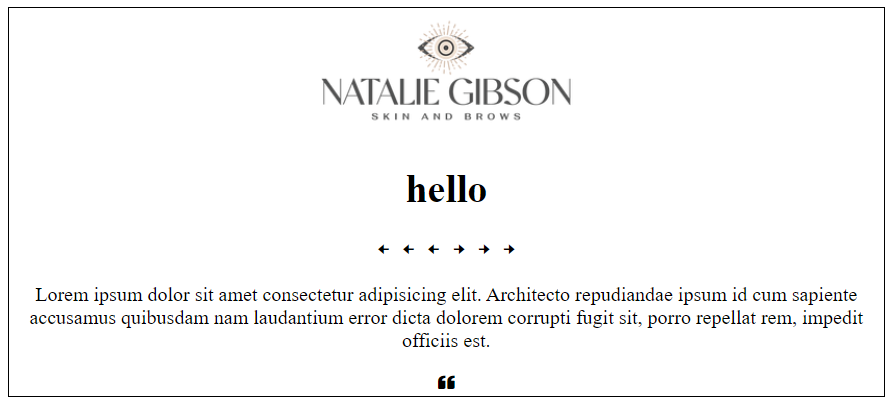 NATALIE GIBSON
SKIN AND BROWS
hello
← ← ← → → →
Lorem ipsum dolor sit amet consectetur adipisicing elit. Architecto repudiandae ipsum id cum sapiente
accusamus quibusdam nam laudantium error dicta dolorem corrupti fugit sit, porro repellat rem, impedit
officiis est.
❝